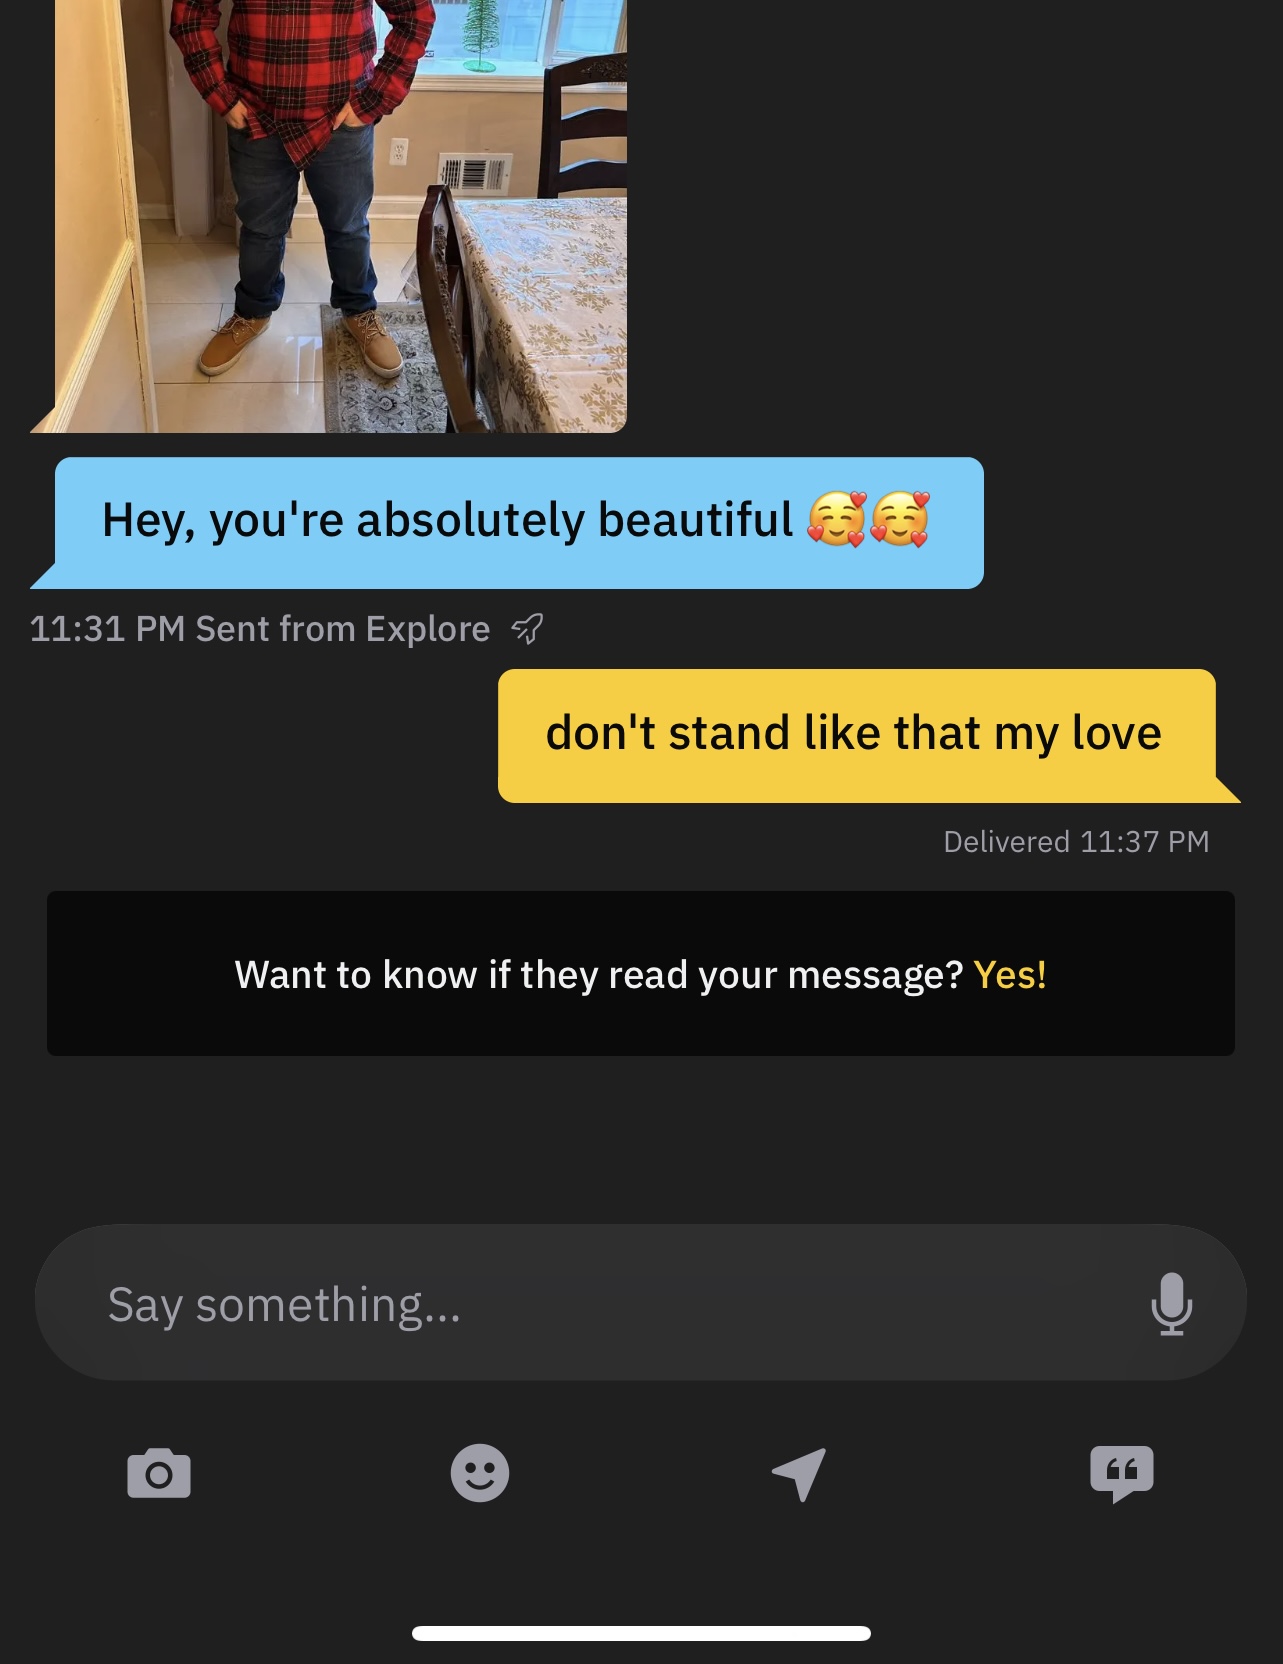 Hey, you're absolutely beautiful 🥰🥰
11:31 PM Sent from Explore
don't stand like that my love
Delivered 11:37 PM
Want to know if they read your message? Yes!
Say something...